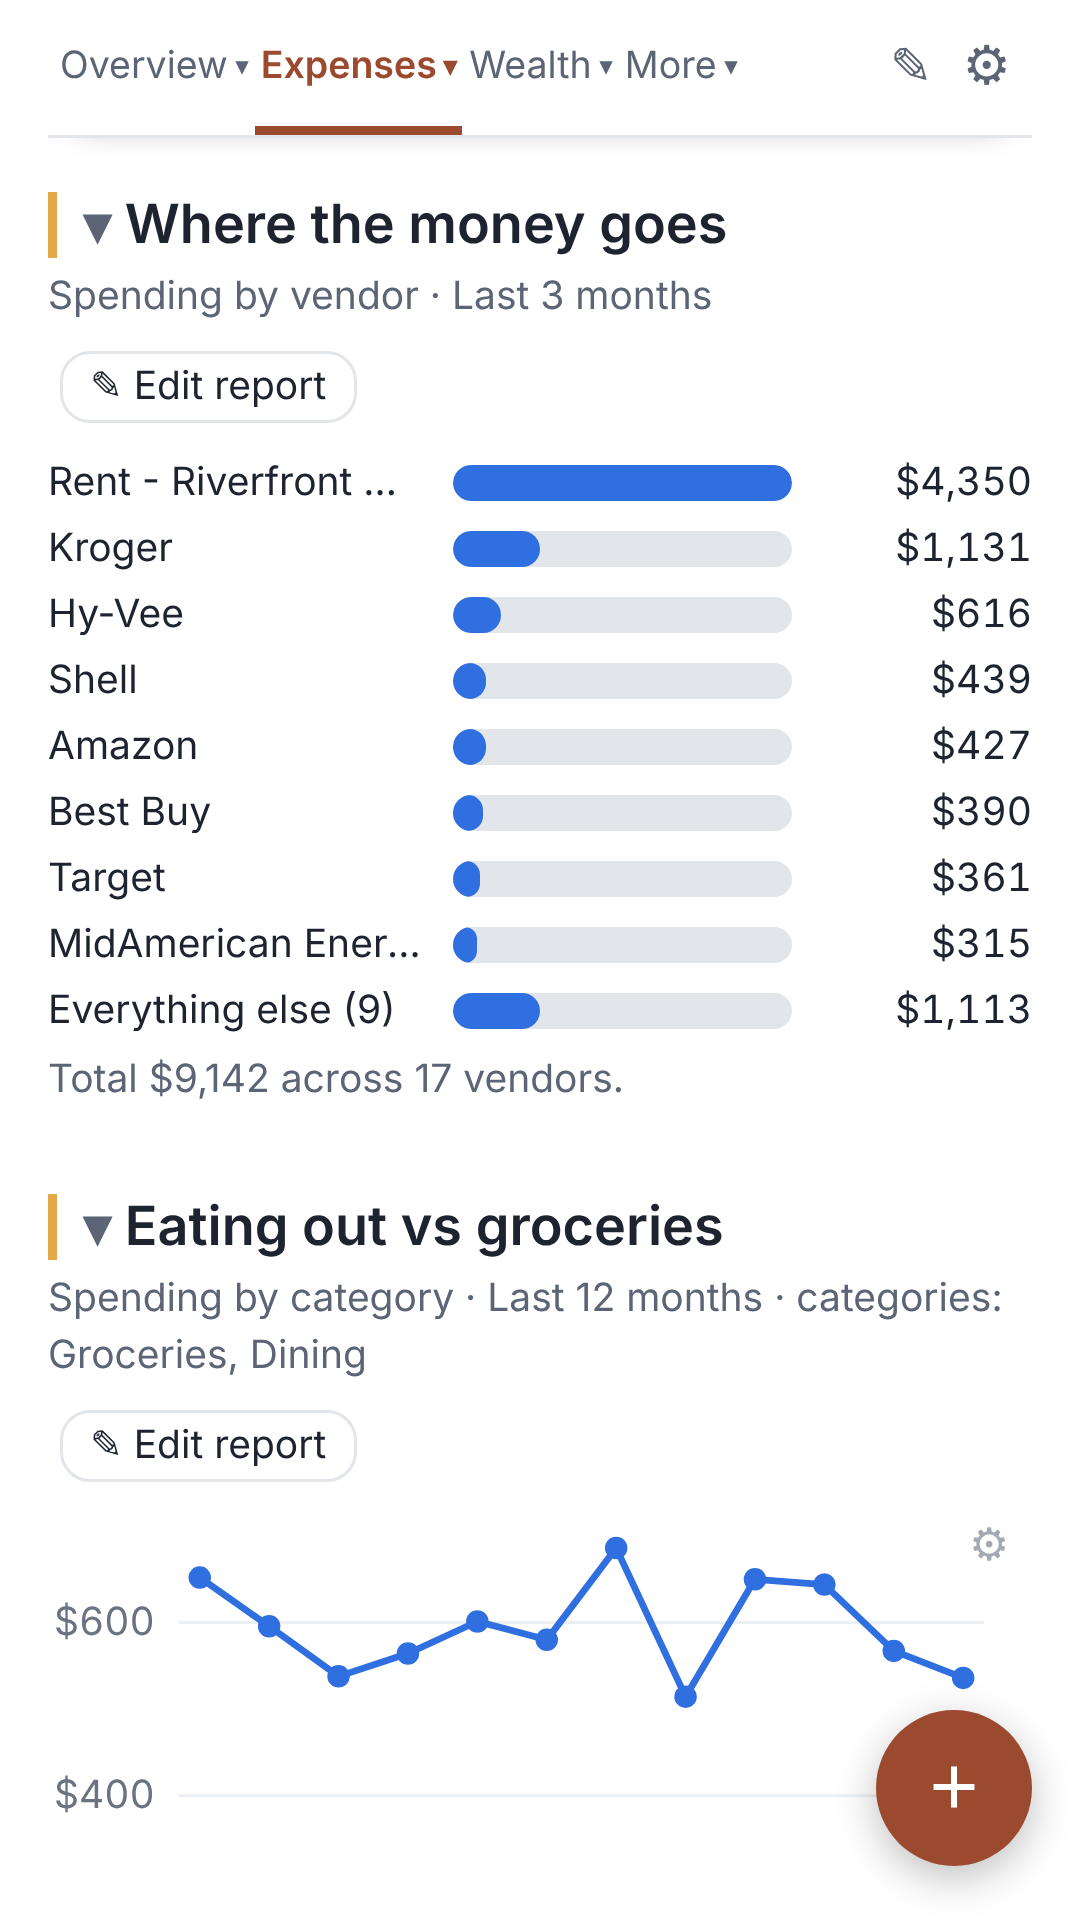 Overview ▾ Expenses ▾ Wealth ▾ More ▾ ✎ ⚙
▼ Where the money goes
Spending by vendor · Last 3 months
✎ Edit report
Rent - Riverfront ... $4,350
Kroger $1,131
Hy-Vee $616
Shell $439
Amazon $427
Best Buy $390
Target $361
MidAmerican Ener... $315
Everything else (9) $1,113
Total $9,142 across 17 vendors.
▼ Eating out vs groceries
Spending by category · Last 12 months · categories:
Groceries, Dining
✎ Edit report
⚙
$600
$400
+